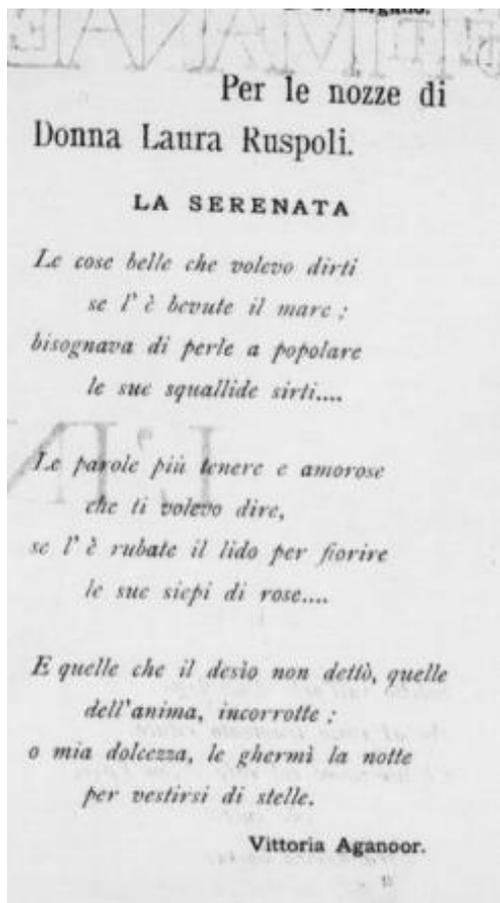 Per le nozze di
Donna Laura Ruspoli.
LA SERENATA
Le cose belle che volevo dirti
se l' è bevute il mare :
bisognava di perle a popolare
le sue squallide sirti....
Le parole più tenere e amorose
che ti volevo dire,
se l' è rubate il lido per fiorire
le sue siepi di rose....
E quelle che il desìo non dettò, quelle
dell'anima, incorrotte :
o mia dolcezza, le ghermì la notte
per vestirsi di stelle.
Vittoria Aganoor.